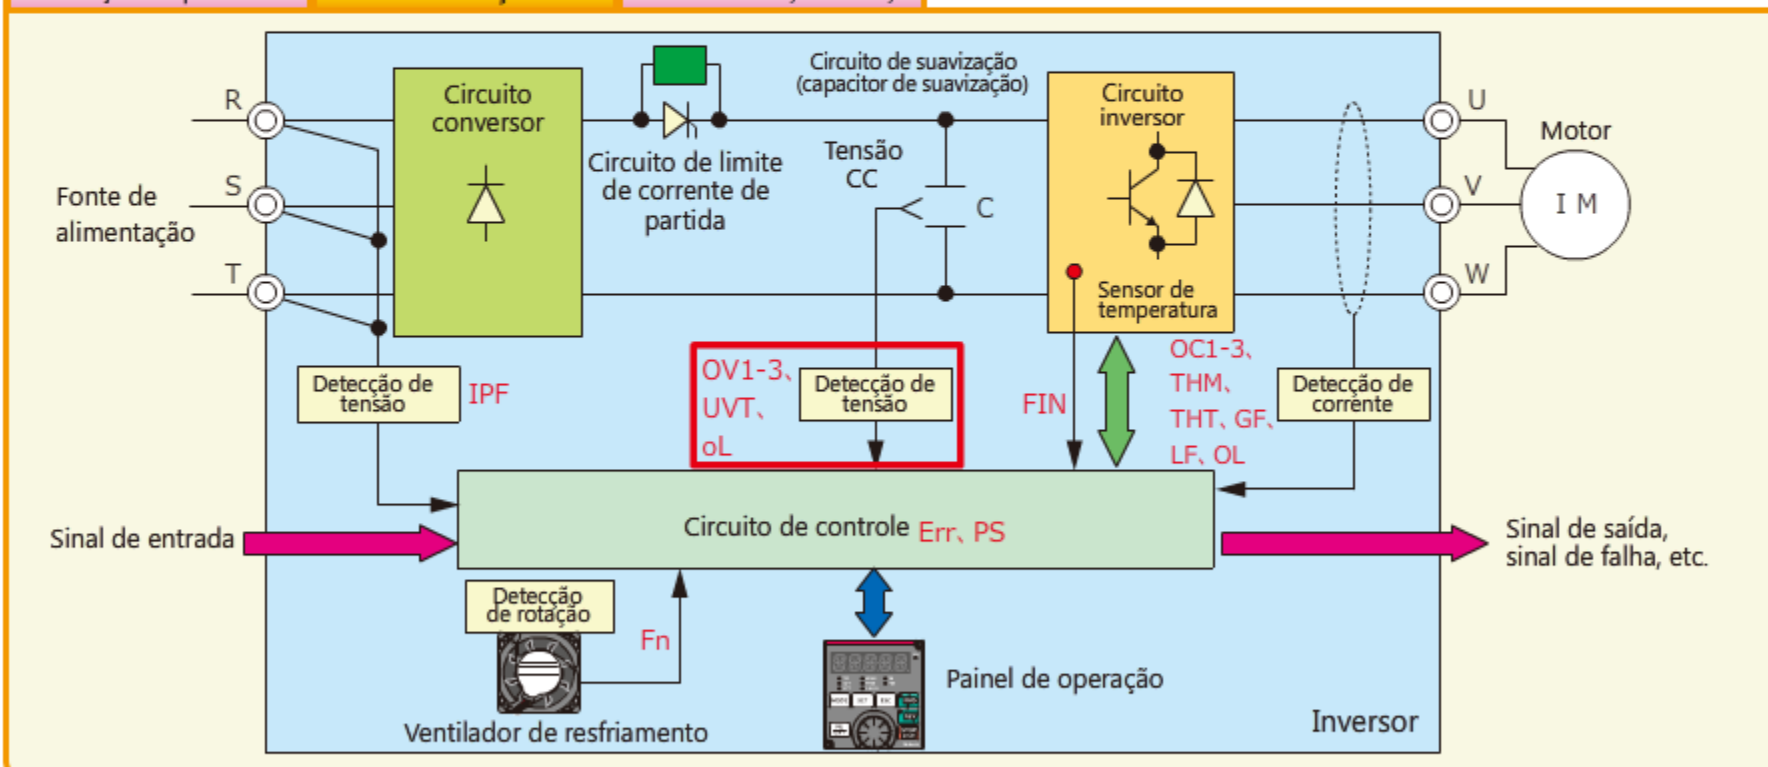 Circuito de suavização
(capacitor de suavização)
Circuito
conversor
Circuito
inversor
R
S
T
U
V
W
Motor
I M
Tensão
CC
C
Circuito de limite
de corrente de
partida
Fonte de
alimentação
Sensor de
temperatura
Detecção de
tensão
IPF
OV1-3、
UVT、
oL
Detecção de
tensão
FIN
OC1-3、
THM、
THT、GF、
LF、OL
Detecção de
corrente
Sinal de entrada
Circuito de controle Err、PS
Sinal de saída,
sinal de falha, etc.
Detecção
de rotação
Fn
Ventilador de resfriamento
Painel de operação
Inversor